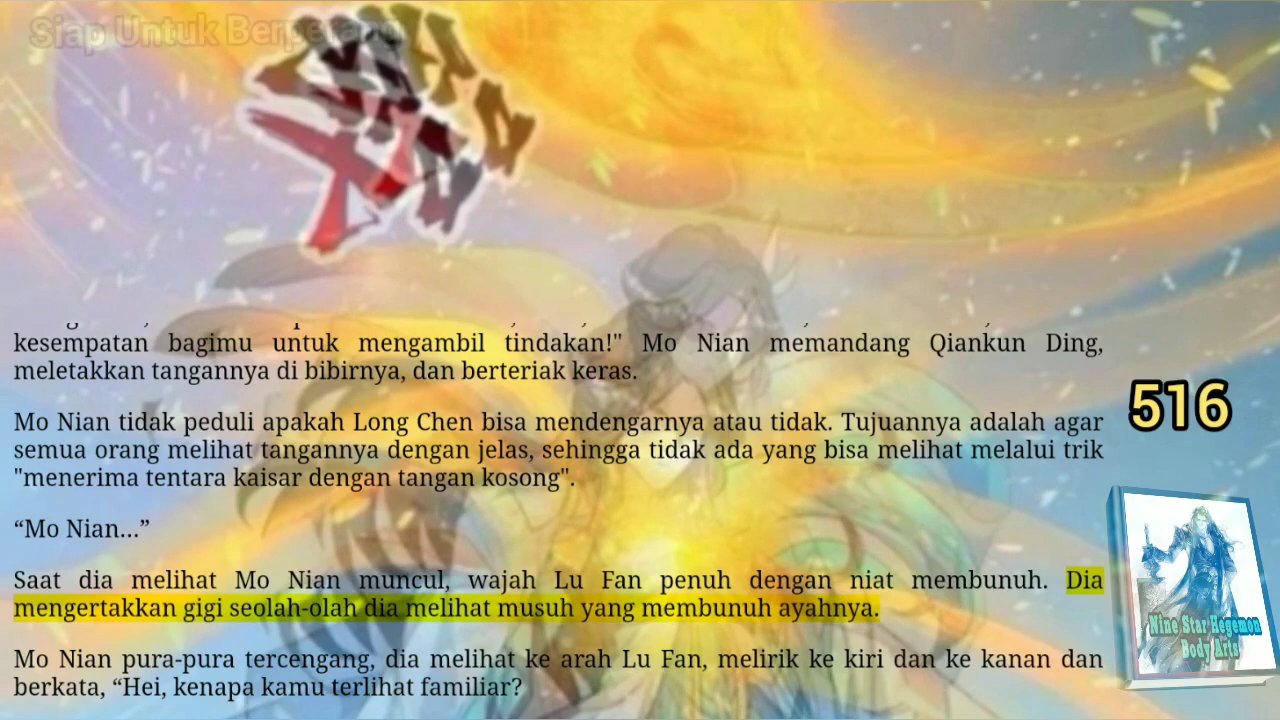 Siap Untuk Berperang
kesempatan bagimu untuk mengambil tindakan!" Mo Nian memandang Qiankun Ding,
meletakkan tangannya di bibirnya, dan berteriak keras.
Mo Nian tidak peduli apakah Long Chen bisa mendengarnya atau tidak. Tujuannya adalah agar
semua orang melihat tangannya dengan jelas, sehingga tidak ada yang bisa melihat melalui trik
"menerima tentara kaisar dengan tangan kosong".
“Mo Nian…”
Saat dia melihat Mo Nian muncul, wajah Lu Fan penuh dengan niat membunuh. Dia
mengertakkan gigi seolah-olah dia melihat musuh yang membunuh ayahnya.
Mo Nian pura-pura tercengang, dia melihat ke arah Lu Fan, melirik ke kiri dan ke kanan dan
berkata, “Hei, kenapa kamu terlihat familiar?
516
Nine Star Hegemon
Body Arts